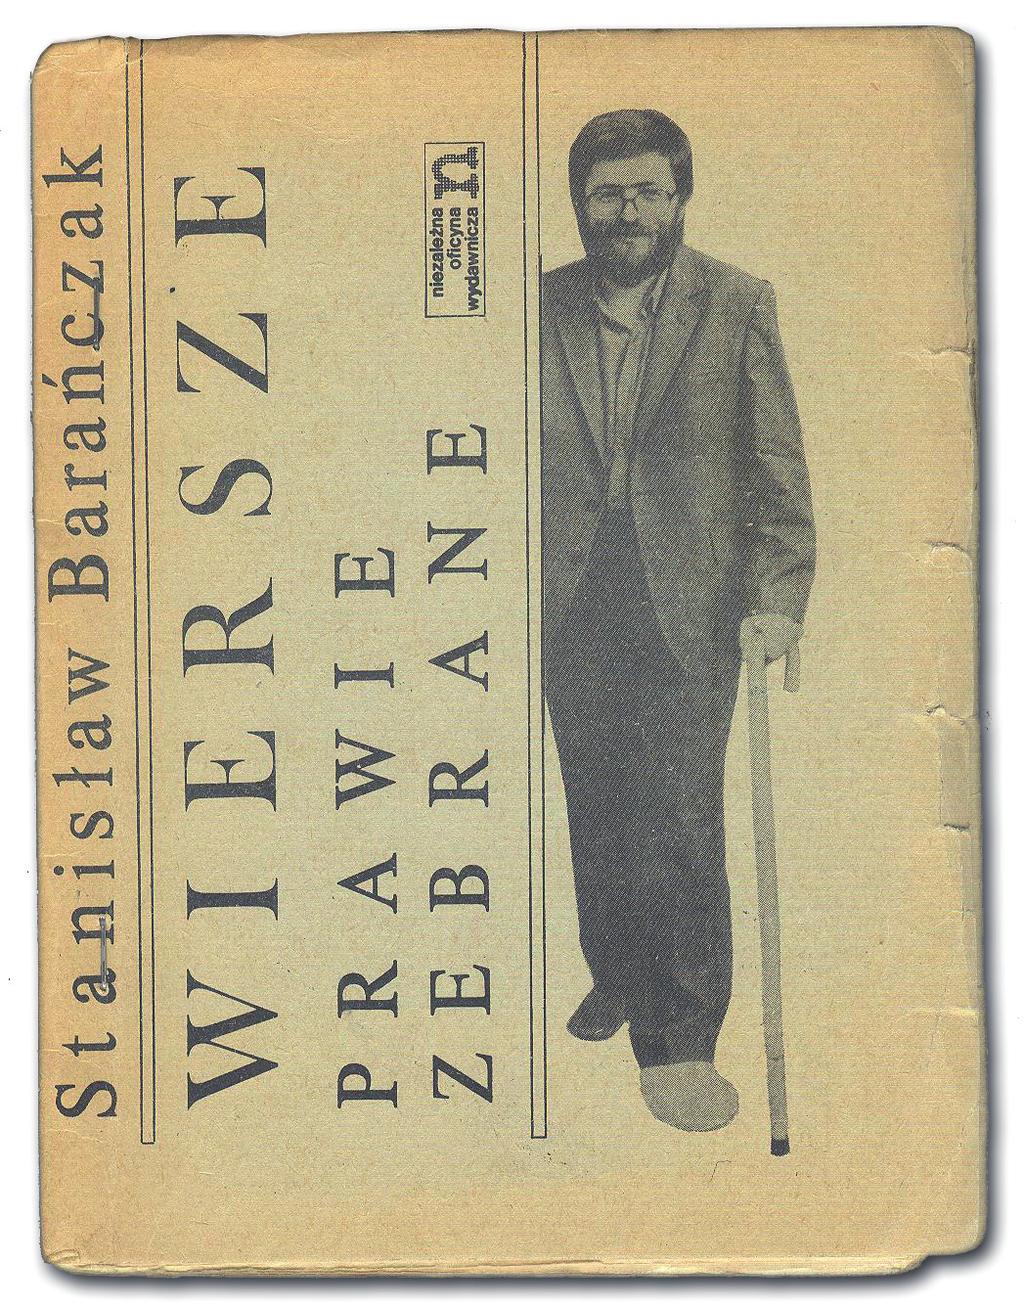 Stanisław Barańczak
WIERSZE
PRAWIE
ZEBRANE
niezależna
oficyna
wydawnicza
n